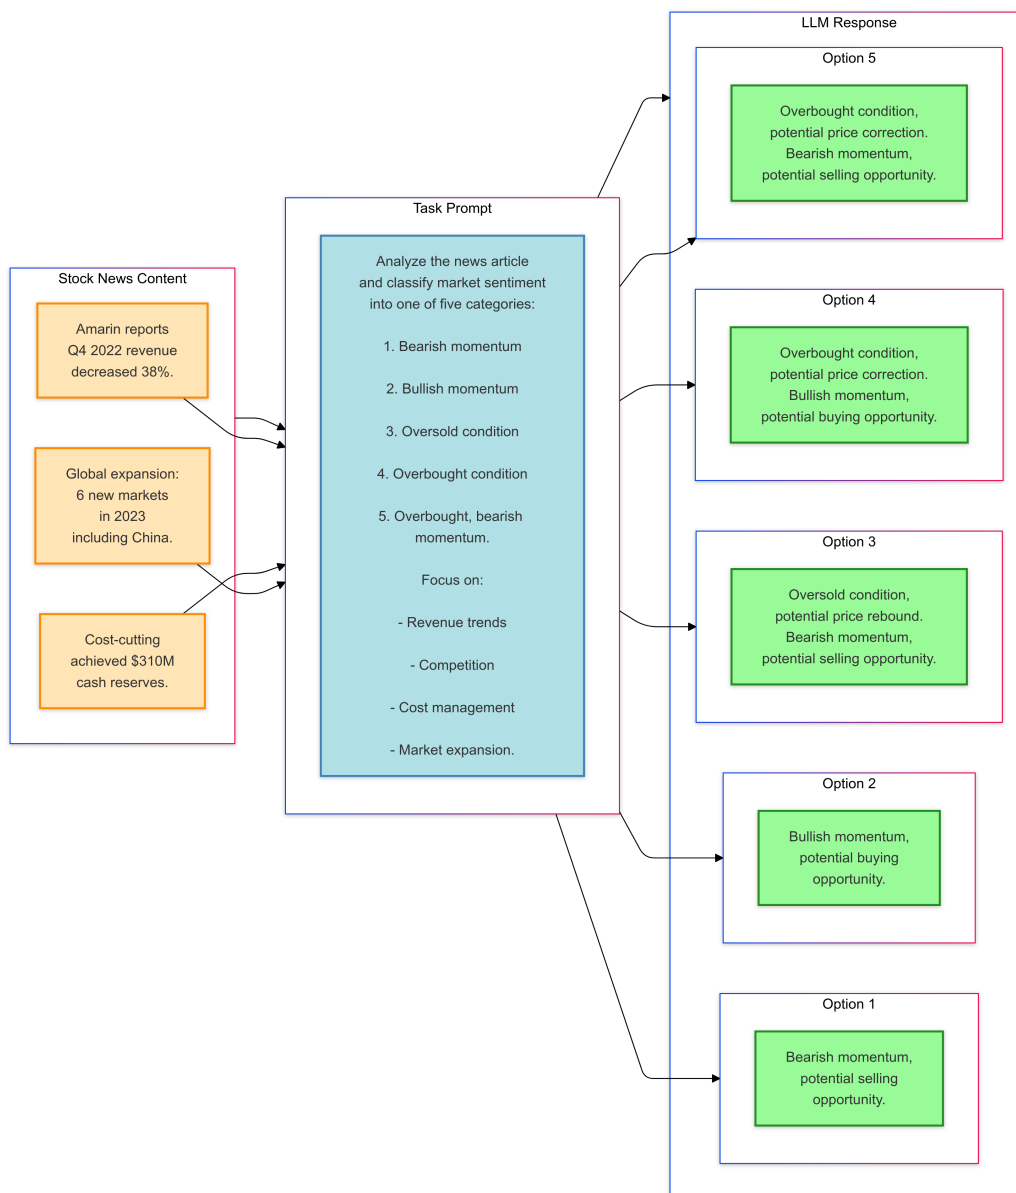 Stock News Content
Amarin reports
Q4 2022 revenue
decreased 38%.
Global expansion:
6 new markets
in 2023
including China.
Cost-cutting
achieved $310M
cash reserves.
Task Prompt
Analyze the news article
and classify market sentiment
into one of five categories:
1. Bearish momentum
2. Bullish momentum
3. Oversold condition
4. Overbought condition
5. Overbought, bearish
momentum.
Focus on:
- Revenue trends
- Competition
- Cost management
- Market expansion.
LLM Response
Option 5
Overbought condition,
potential price correction.
Bearish momentum,
potential selling opportunity.
Option 4
Overbought condition,
potential price correction.
Bullish momentum,
potential buying opportunity.
Option 3
Oversold condition,
potential price rebound.
Bearish momentum,
potential selling opportunity.
Option 2
Bullish momentum,
potential buying
opportunity.
Option 1
Bearish momentum,
potential selling
opportunity.